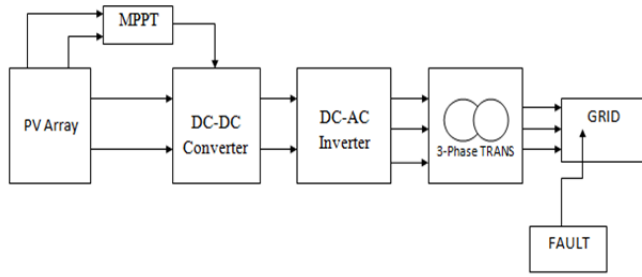 MPPT
PV Array
DC-DC
Converter
DC-AC
Inverter
3-Phase TRANS
GRID
FAULT